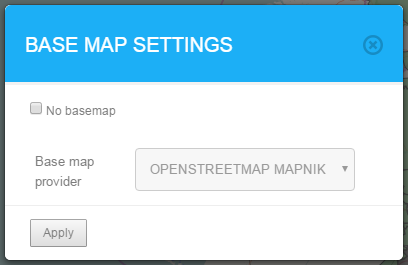 BASE MAP SETTINGS
No basemap
Base map
provider
OPENSTREETMAP MAPNIK
Apply